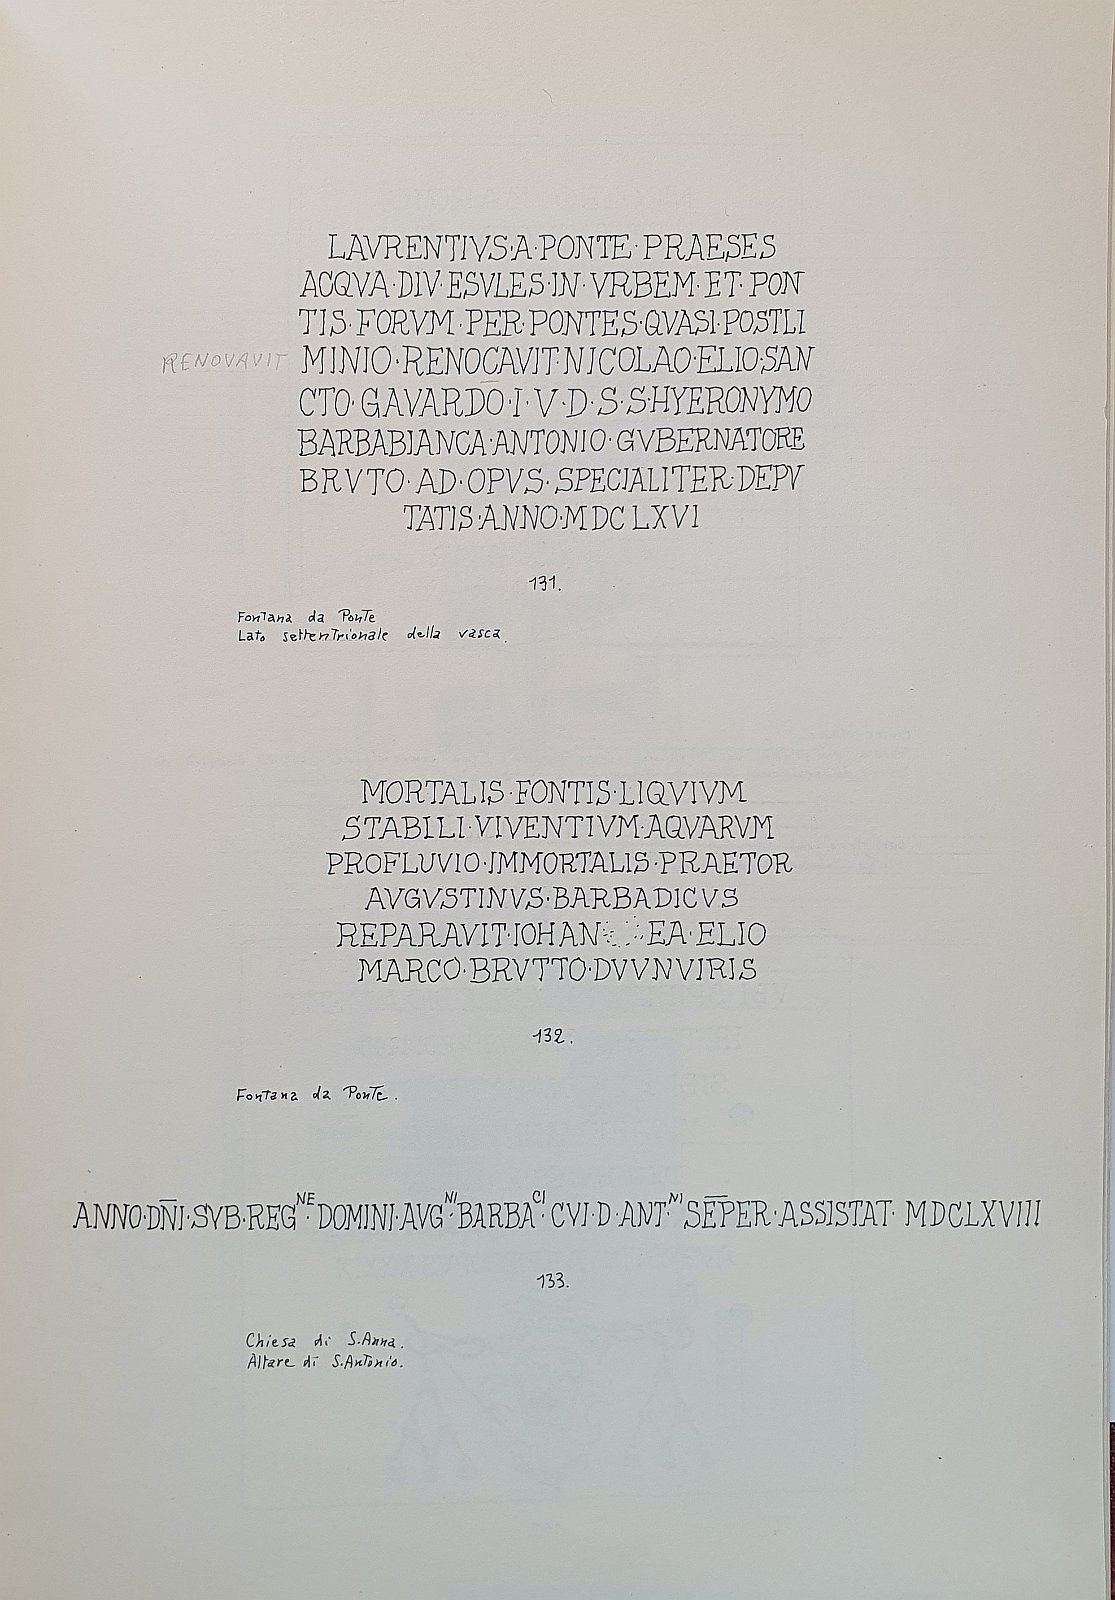 LAVRENTIVS·A·PONTE·PRAESES
ACQVA·DIV·ESVLES·IN·VRBEM·ET·PON
TIS·FORVM·PER·PONTES·QVASI·POSTLI
RENOVAVIT MINIO·RENOCAVIT·NICOLAO·ELIO·SAN
CTO·GAVARDŌ·I·V·D·S·S·HYERONYMO
BARBABIANCA·ANTONIO·GVBERNATORE
BRVTO·AD·OPVS·SPECIALITER·DEPV
TATIS·ANNO·MDCLXVI
131.
Fontana da Ponte
Lato settentrionale della vasca.
MORTALIS·FONTIS·LIQVIVM
STABILI·VIVENTIVM·AQVARVM
PROFLUVIO·IMMORTALIS·PRAETOR
AVGVSTINVS·BARBADICVS
REPARAVIT·IOHAN EA·ELIO
MARCO·BRVTTO·DVVNVIRIS
132.
Fontana da Ponte.
ANNO·DN̄I·SVB·REG·NE DOMINI·AVG·NI BARBA·CI CVI·D·ANT·NI SĒPER·ASSISTAT· MDCLXVIII
133.
Chiesa di S.Anna.
Altare di S.Antonio.